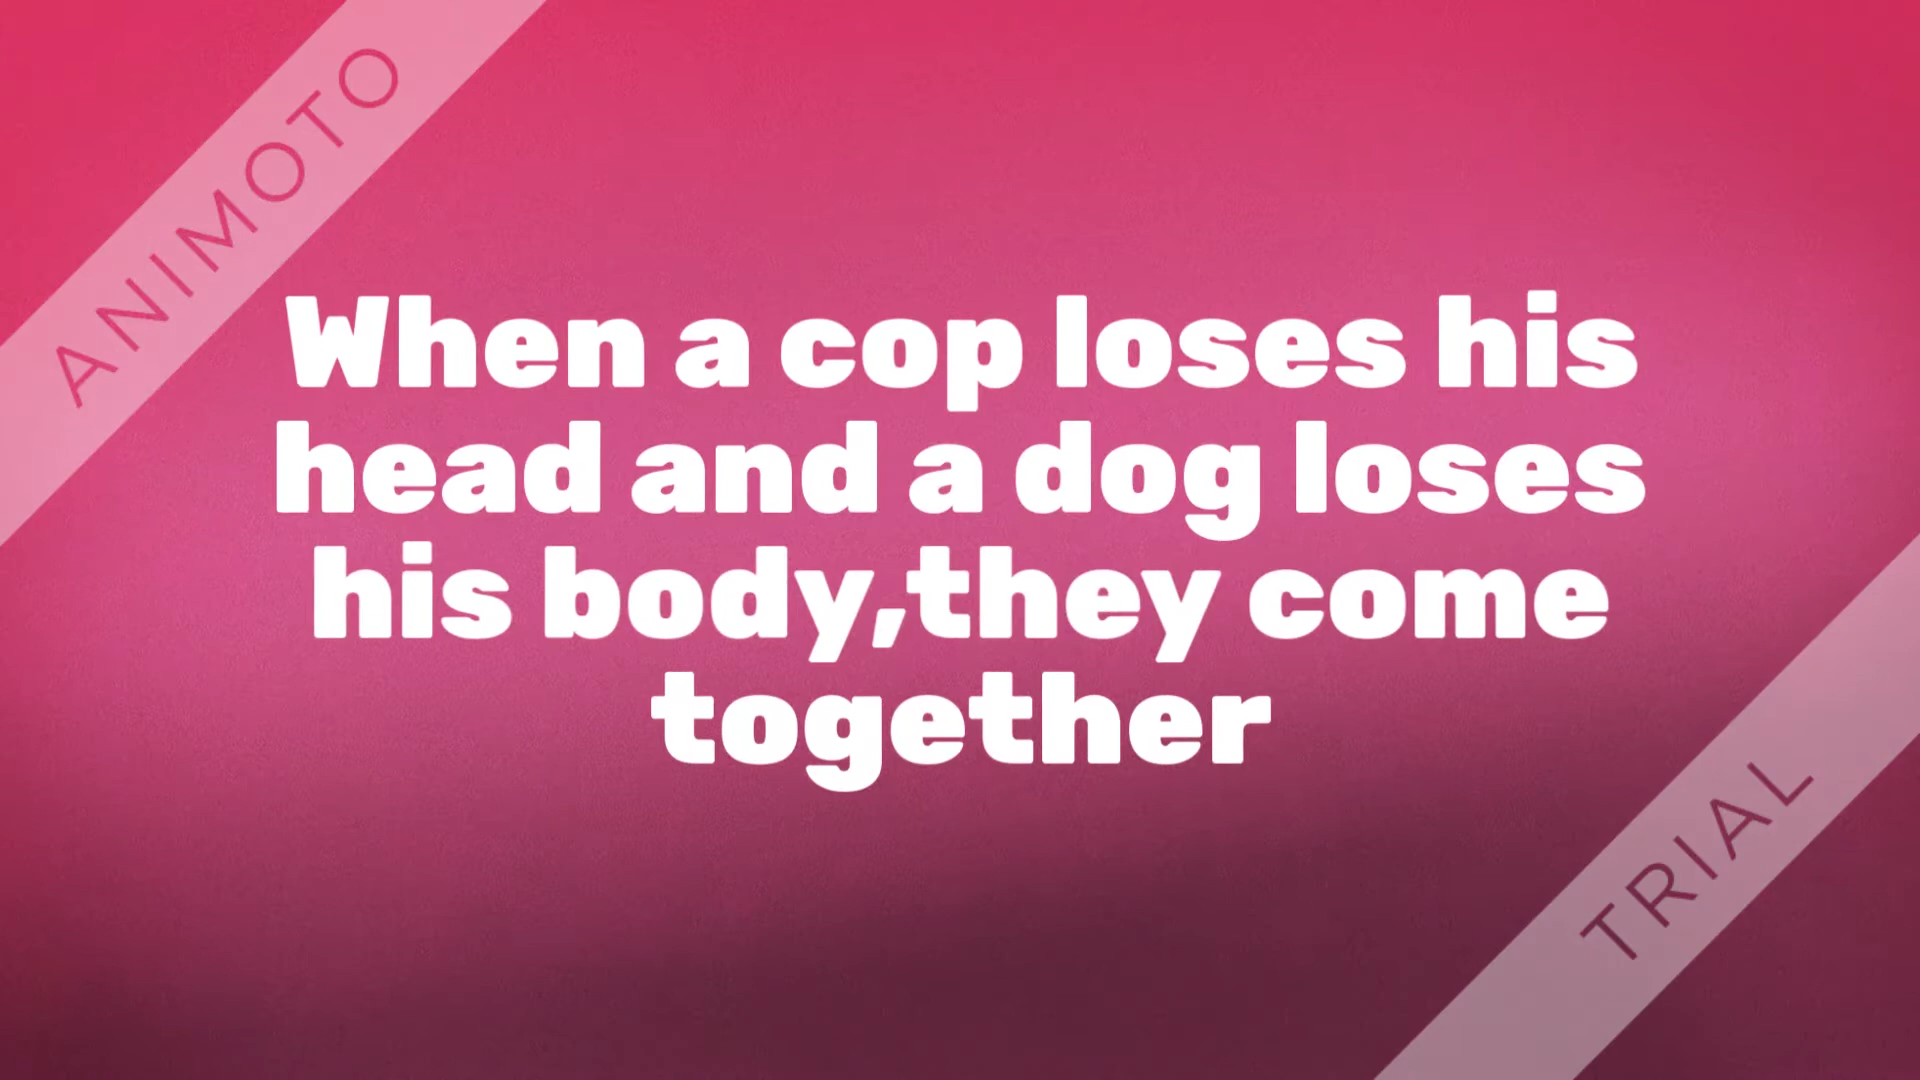 ANIMOTO
When a cop loses his
head and a dog loses
his body,they come
together
TRIAL